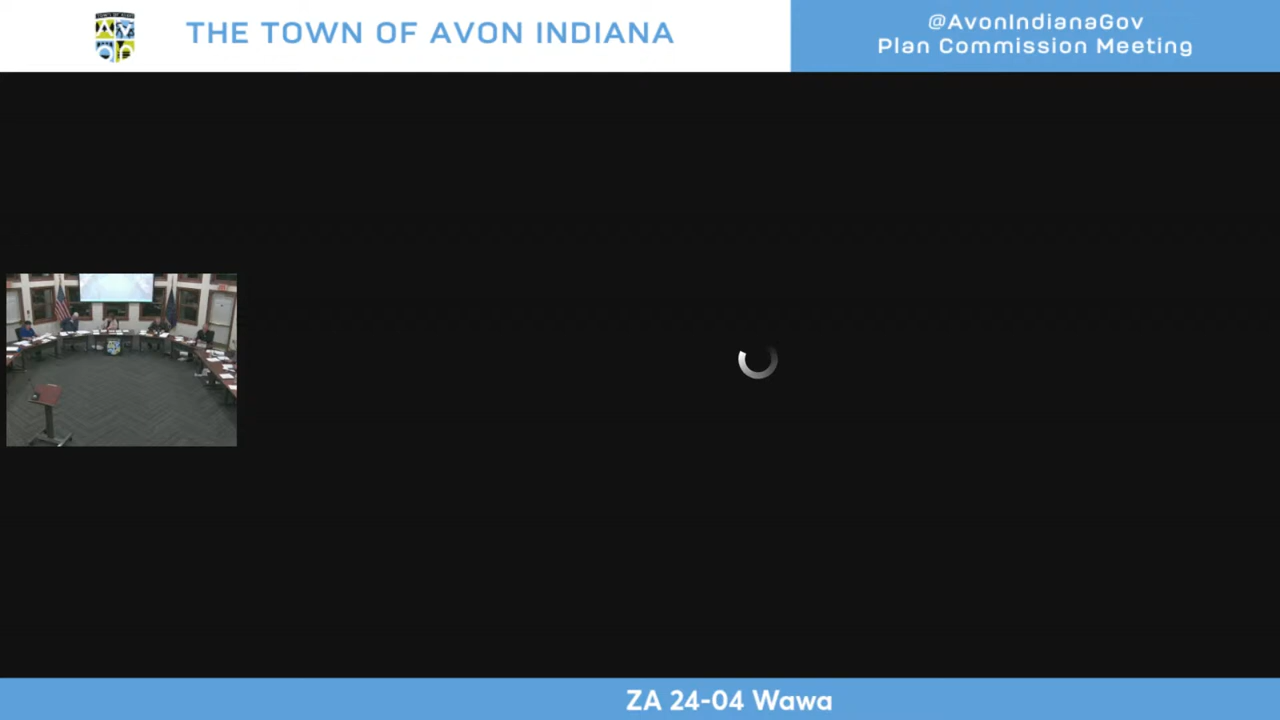 THE TOWN OF AVON INDIANA
@AvonIndianaGov
Plan Commission Meeting
ZA 24-04 Wawa